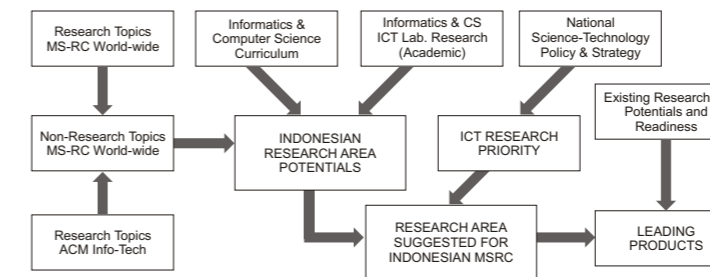 Research Topics
MS-RC World-wide
Informatics &
Computer Science
Curriculum
Informatics & CS
ICT Lab. Research
(Academic)
National
Science-Technology
Policy & Strategy
Existing Research
Potentials and
Readiness
Non-Research Topics
MS-RC World-wide
INDONESIAN
RESEARCH AREA
POTENTIALS
ICT RESEARCH
PRIORITY
Research Topics
ACM Info-Tech
RESEARCH AREA
SUGGESTED FOR
INDONESIAN MSRC
LEADING
PRODUCTS